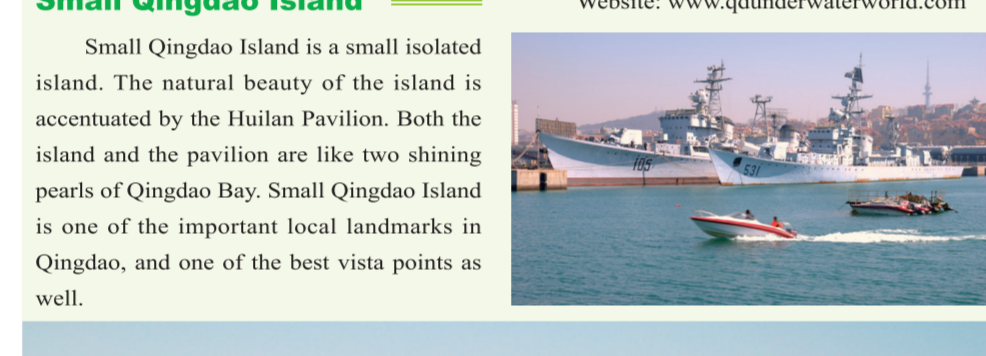 Small Qingdao Island
Small Qingdao Island is a small isolated
island. The natural beauty of the island is
accentuated by the Huilan Pavilion. Both the
island and the pavilion are like two shining
pearls of Qingdao Bay. Small Qingdao Island
is one of the important local landmarks in
Qingdao, and one of the best vista points as
well.
Website: www.qdunderwaterworld.com
105
531